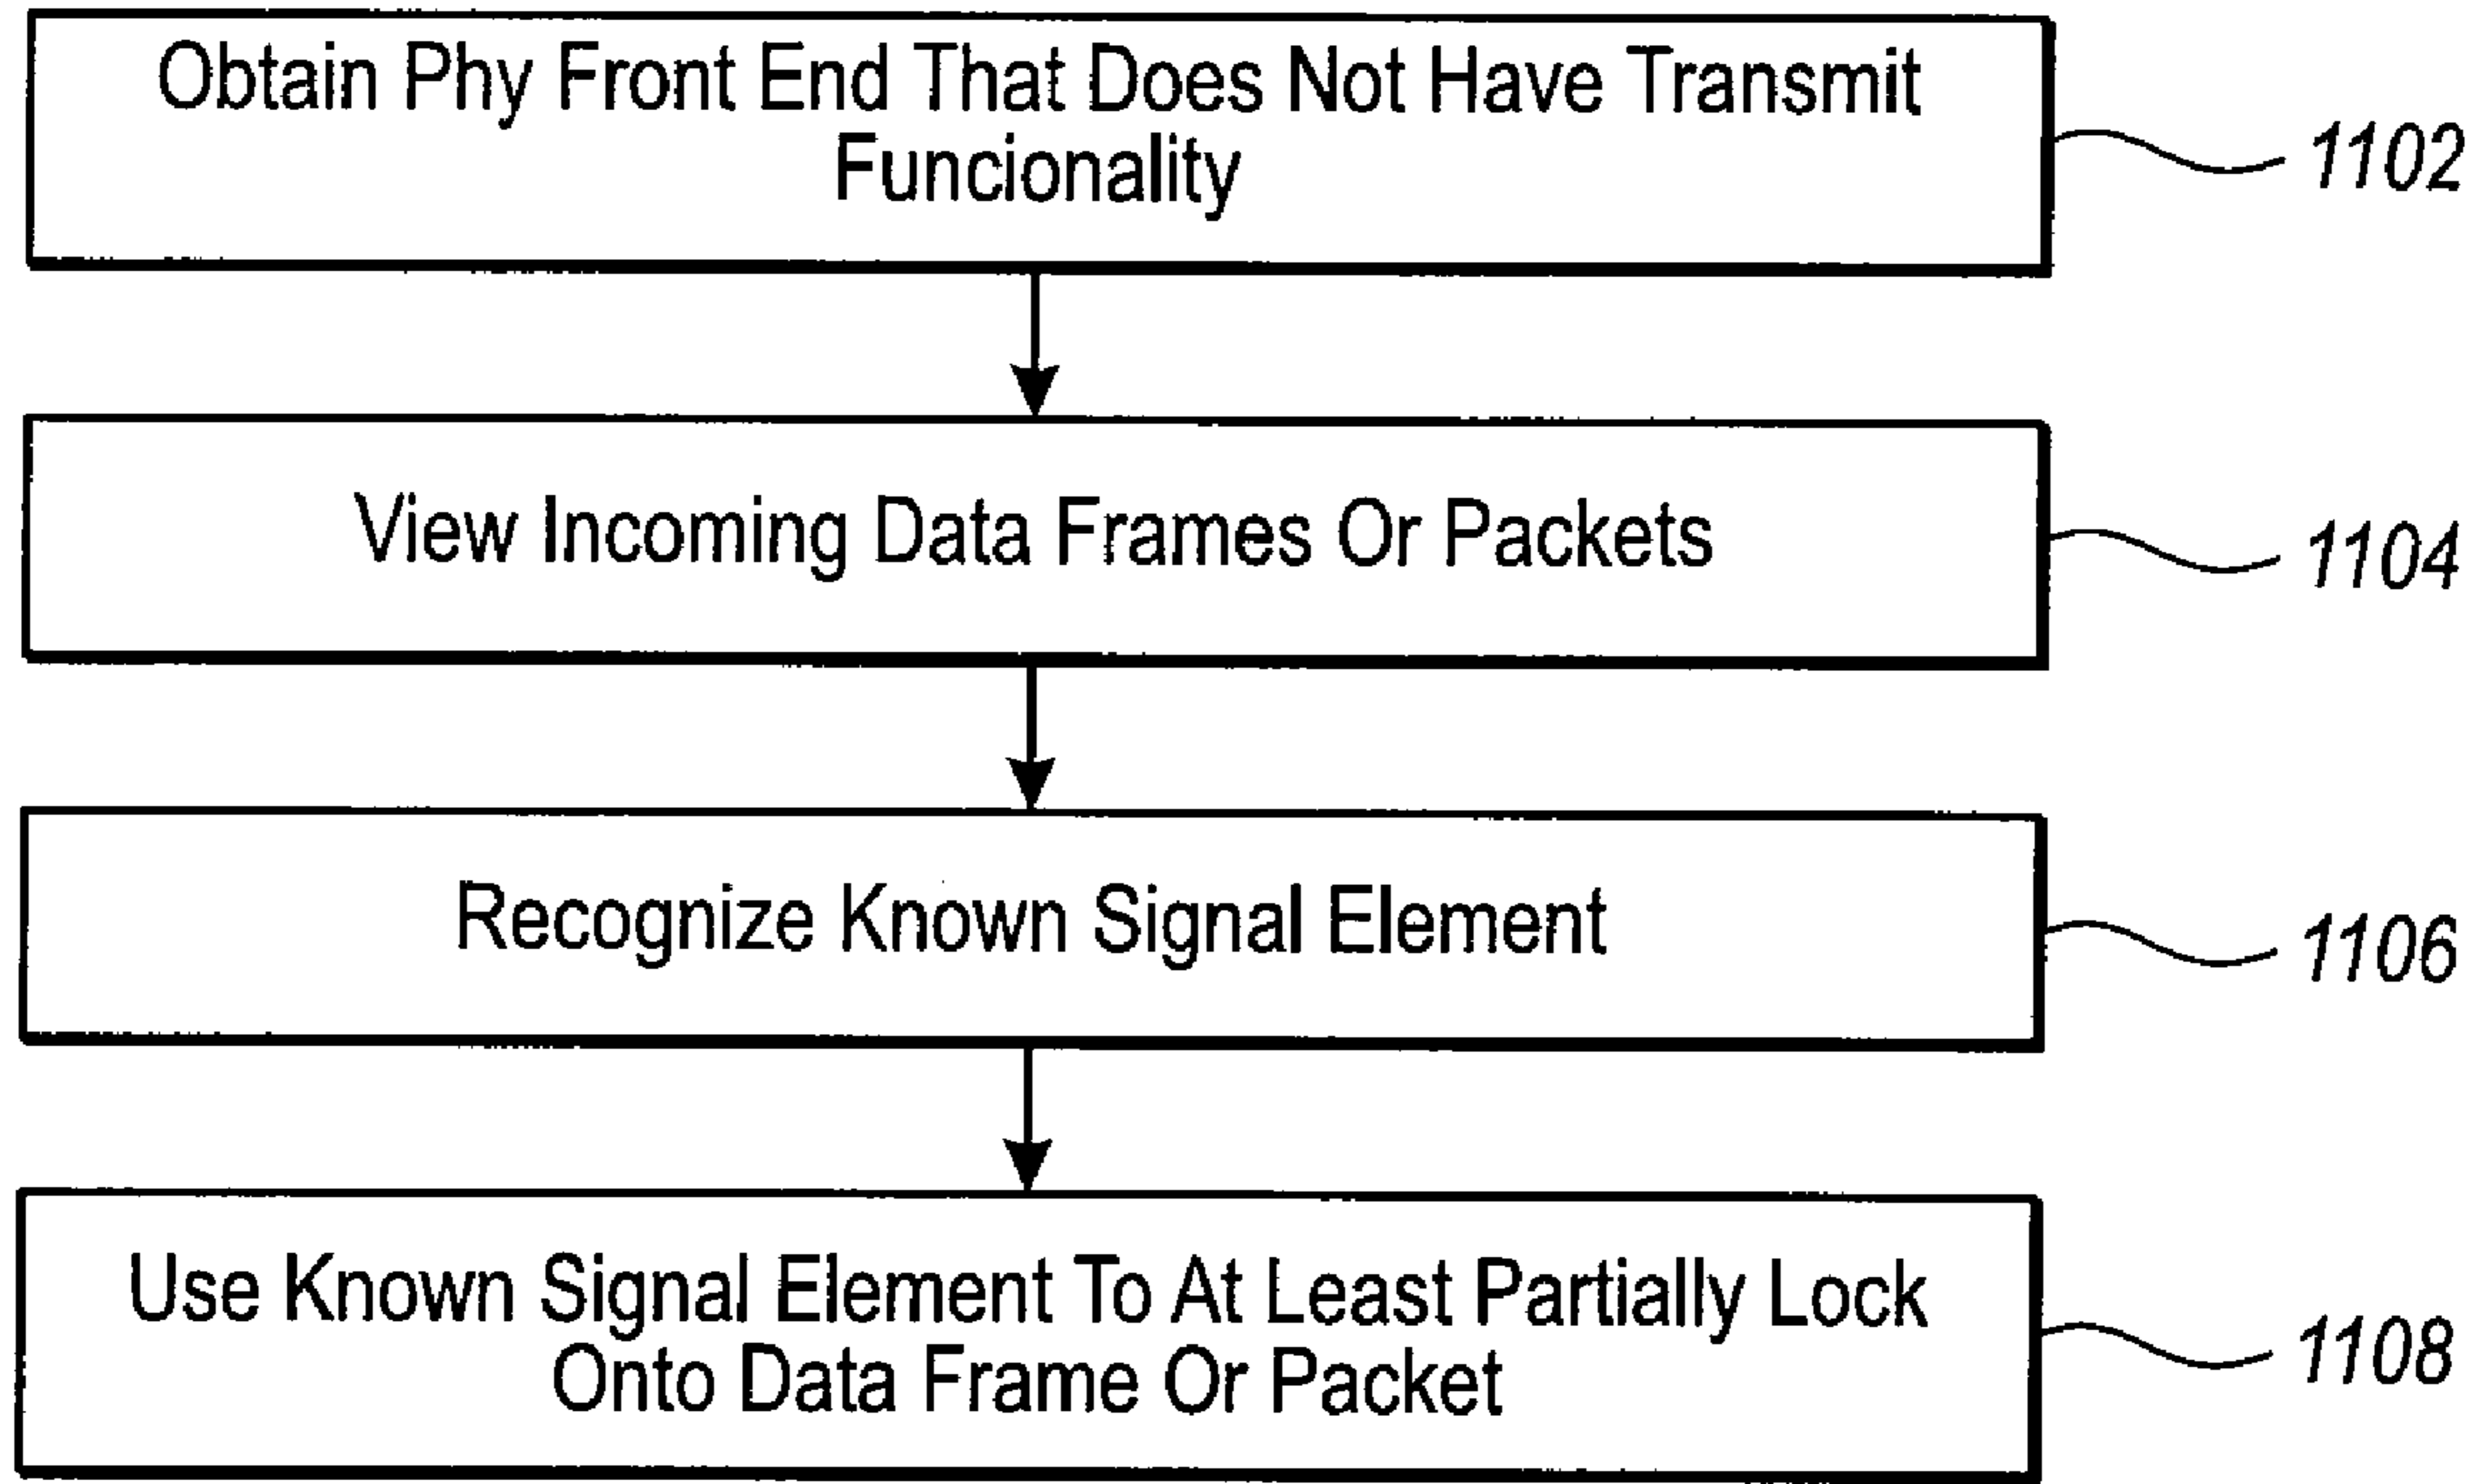 Obtain Phy Front End That Does Not Have Transmit
Funcionality
1102
View Incoming Data Frames Or Packets
1104
Recognize Known Signal Element
1106
Use Known Signal Element To At Least Partially Lock
Onto Data Frame Or Packet
1108